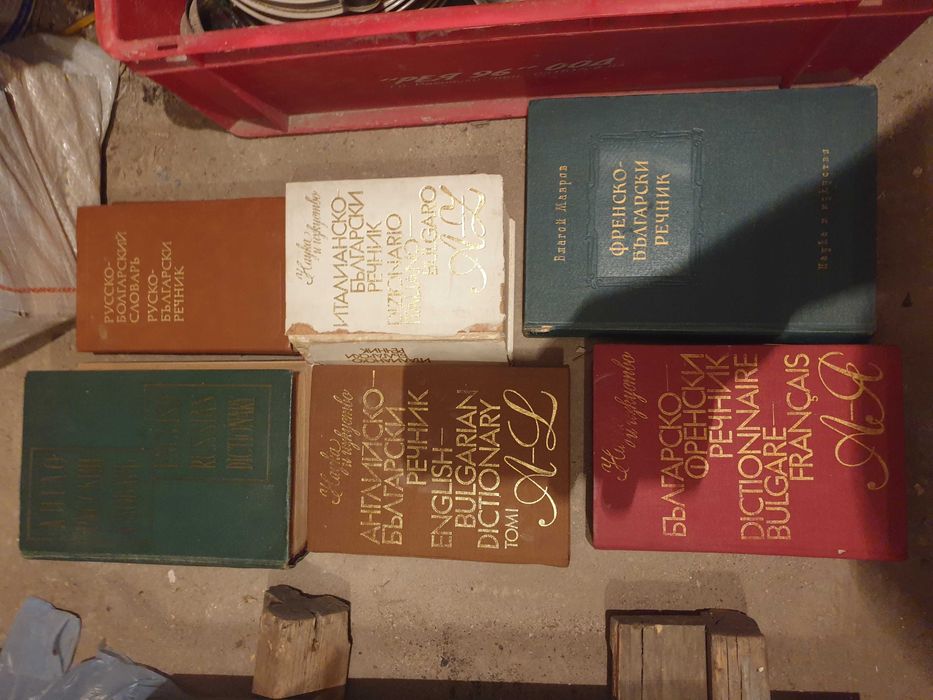 "РЕЯ 96" ООД
РУССКО-
БОЛГАРСКИЙ
СЛОВАРЬ
РУСКО-
БЪЛГАРСКИ
РЕЧНИК
Наука и изкуство
ИТАЛИАНСКО-
БЪЛГАРСКИ
РЕЧНИК
DIZIONARIO
ITALIANO-
BULGARO
A-Z
Благой Мавров
ФРЕНСКО-
БЪЛГАРСКИ
РЕЧНИК
Наука и изкуство
ENGLISH
RUSSIAN
DICTIONARY
Наука и изкуство
АНГЛИЙСКО-
БЪЛГАРСКИ
РЕЧНИК
ENGLISH-
BULGARIAN
DICTIONARY
TOM I
A-L
Наука и изкуство
БЪЛГАРСКО-
ФРЕНСКИ
РЕЧНИК
DICTIONNAIRE
BULGARE-
FRANÇAIS
А-Я